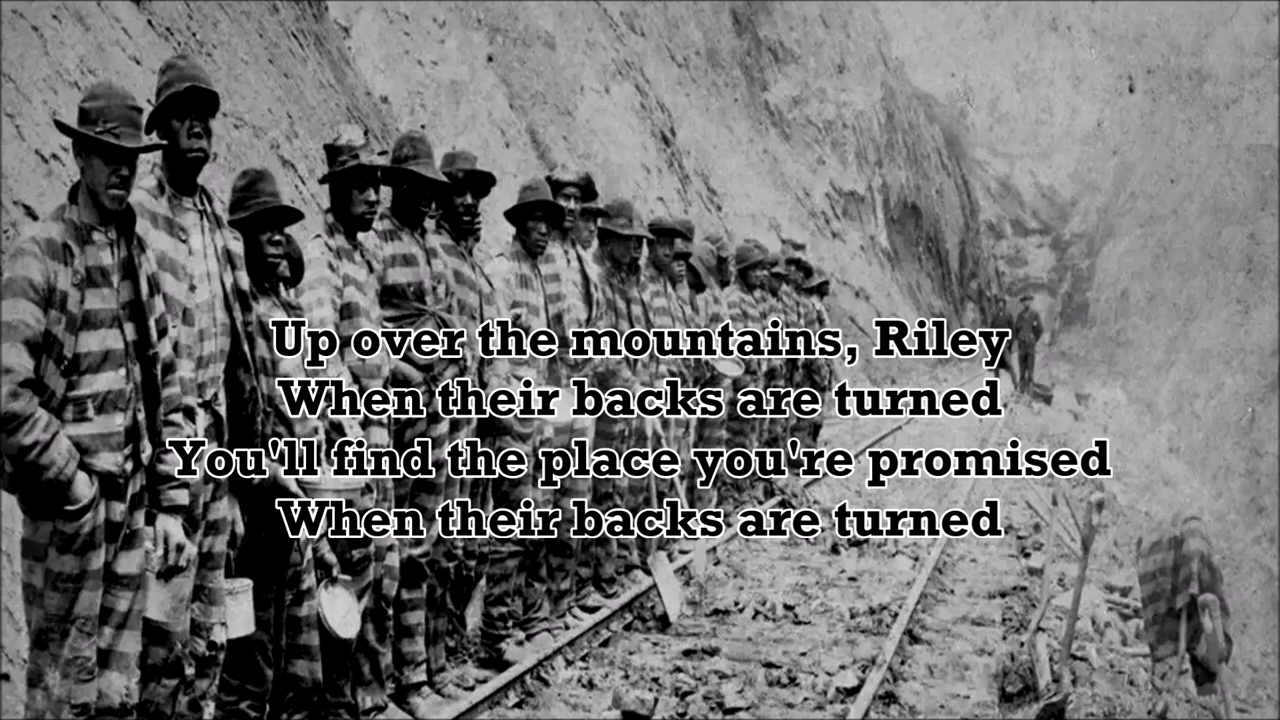 Up over the mountains, Riley
When their backs are turned
You'll find the place you're promised
When their backs are turned